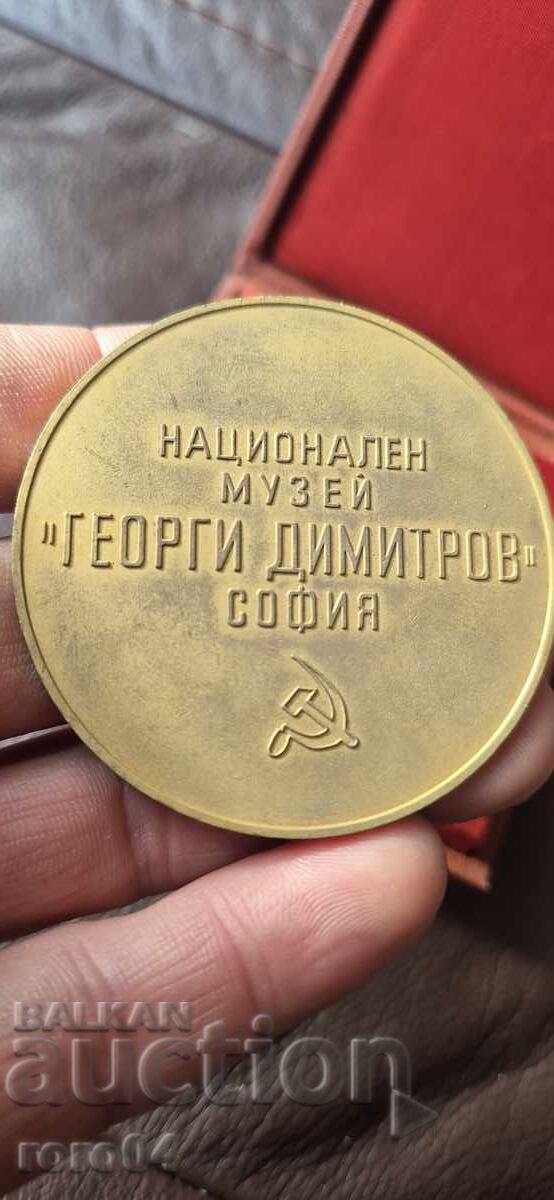 НАЦИОНАЛЕН
МУЗЕЙ
"ГЕОРГИ ДИМИТРОВ"
СОФИЯ
BALKAN
auction
roro04